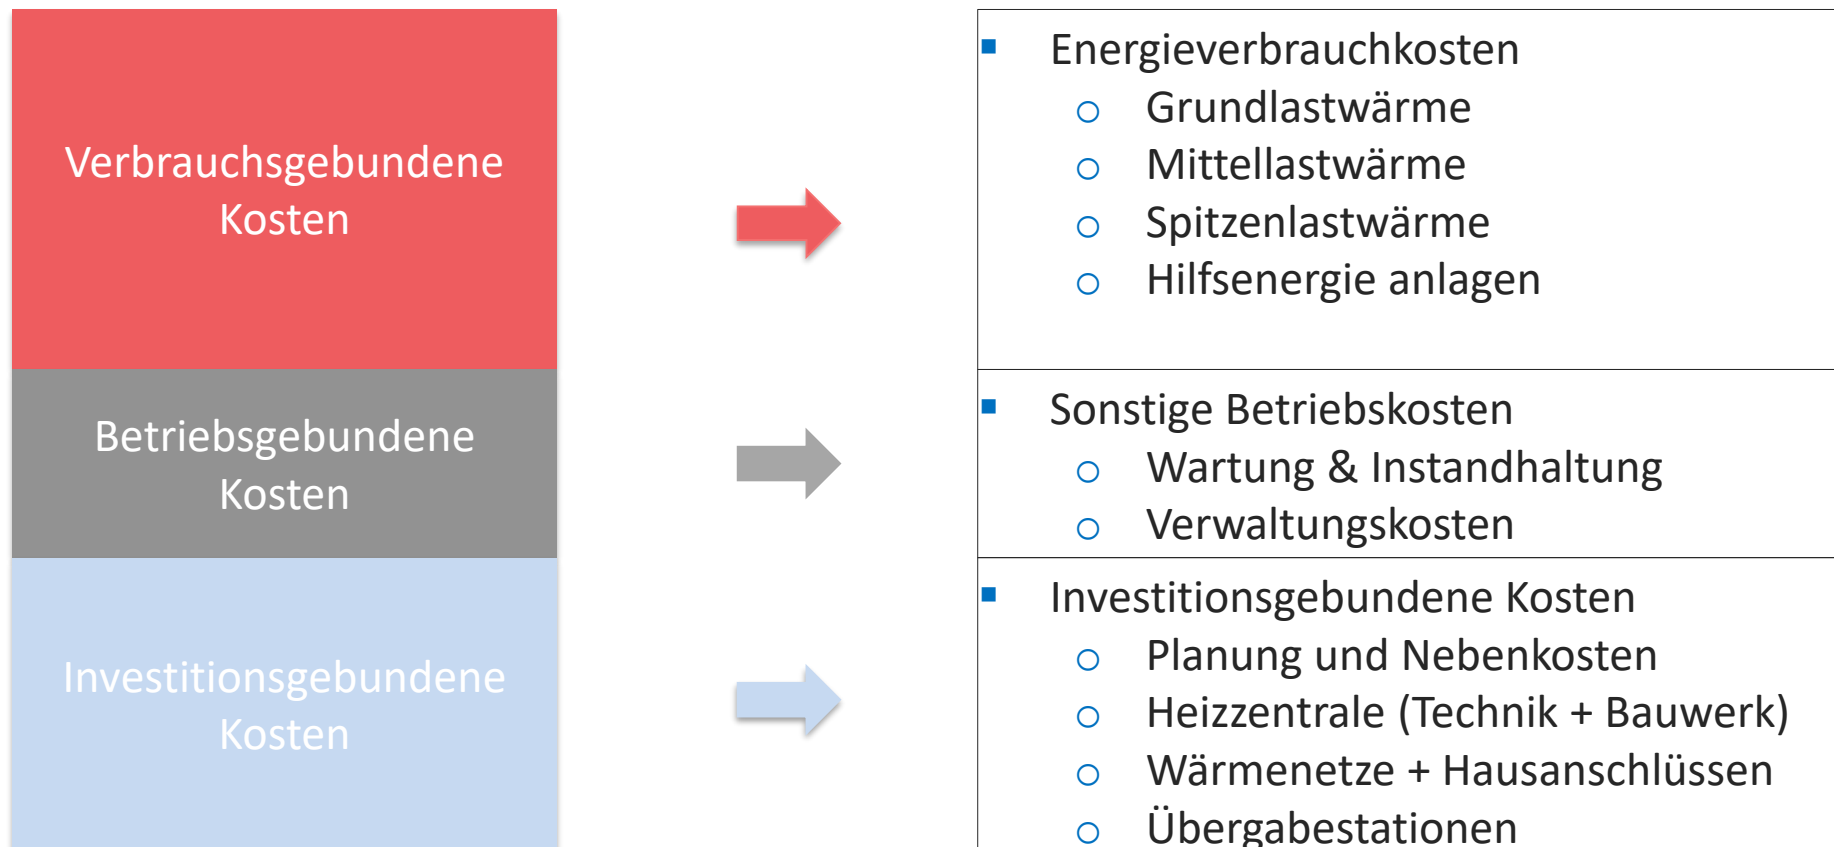 Verbrauchsgebundene
Kosten
Energieverbrauchkosten
Grundlastwärme
Mittellastwärme
Spitzenlastwärme
Hilfsenergie anlagen
Betriebsgebundene
Kosten
Sonstige Betriebskosten
Wartung & Instandhaltung
Verwaltungskosten
Investitionsgebundene
Kosten
Investitionsgebundene Kosten
Planung und Nebenkosten
Heizzentrale (Technik + Bauwerk)
Wärmenetze + Hausanschlüssen
Übergabestationen